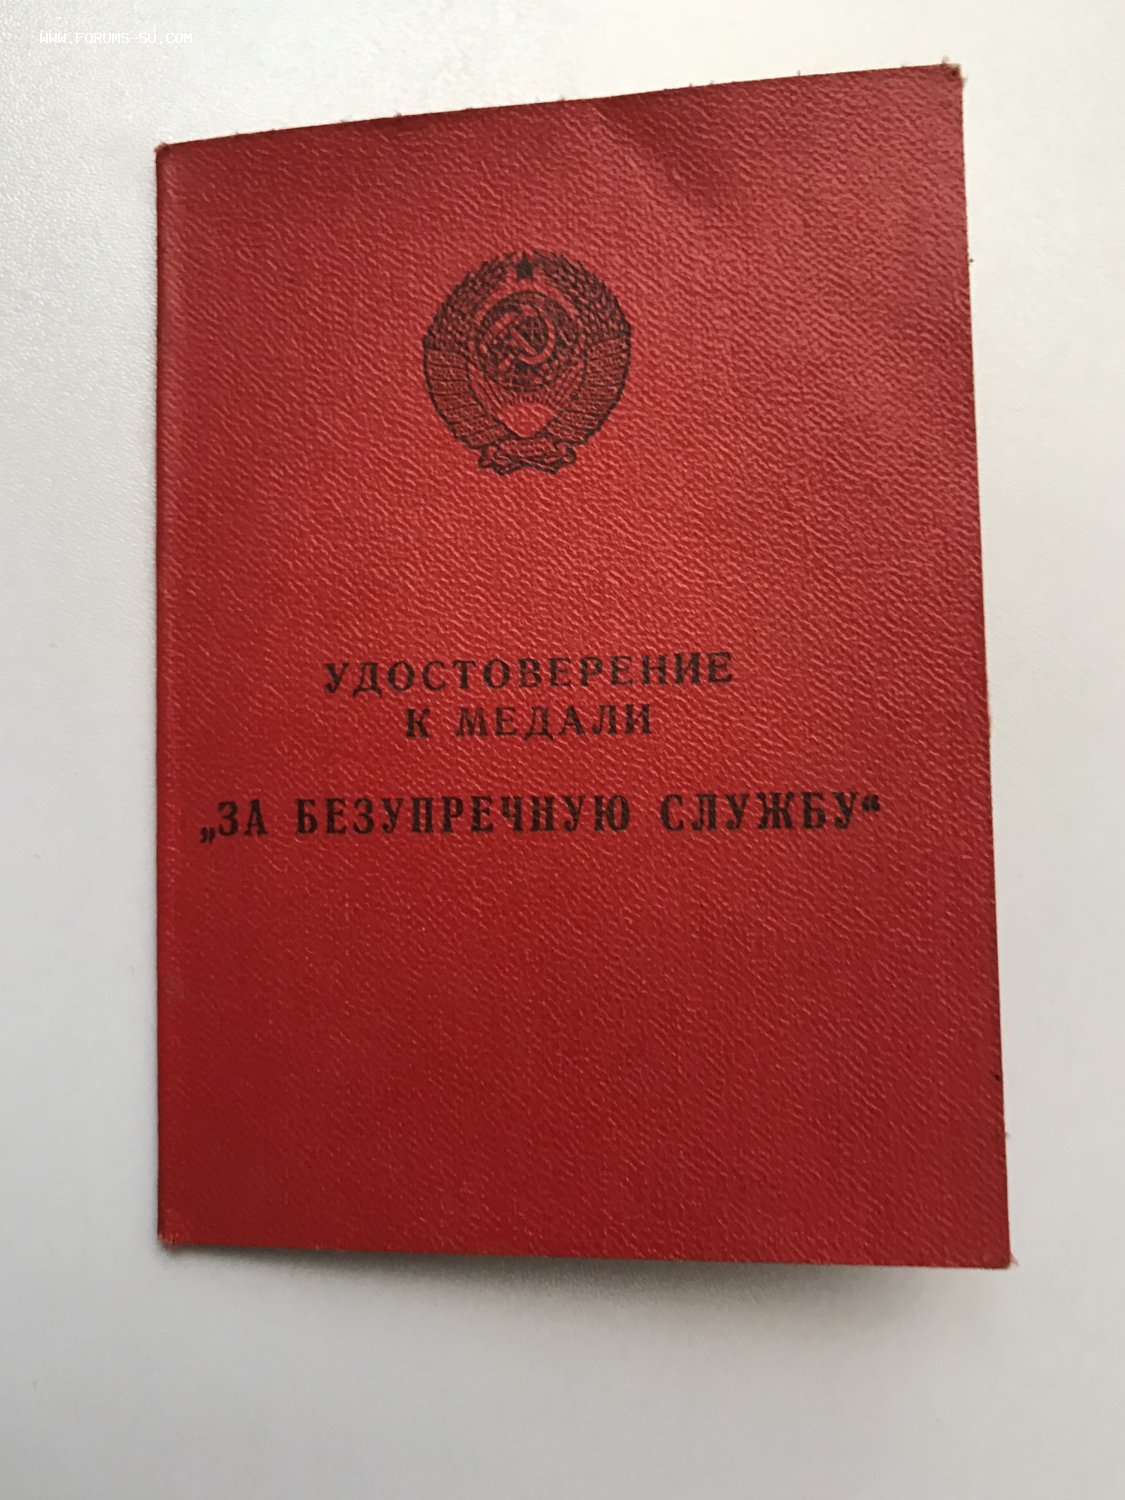 WWW.FORUMS-SU.COM
УДОСТОВЕРЕНИЕ
К МЕДАЛИ
„ЗА БЕЗУПРЕЧНУЮ СЛУЖБУ“